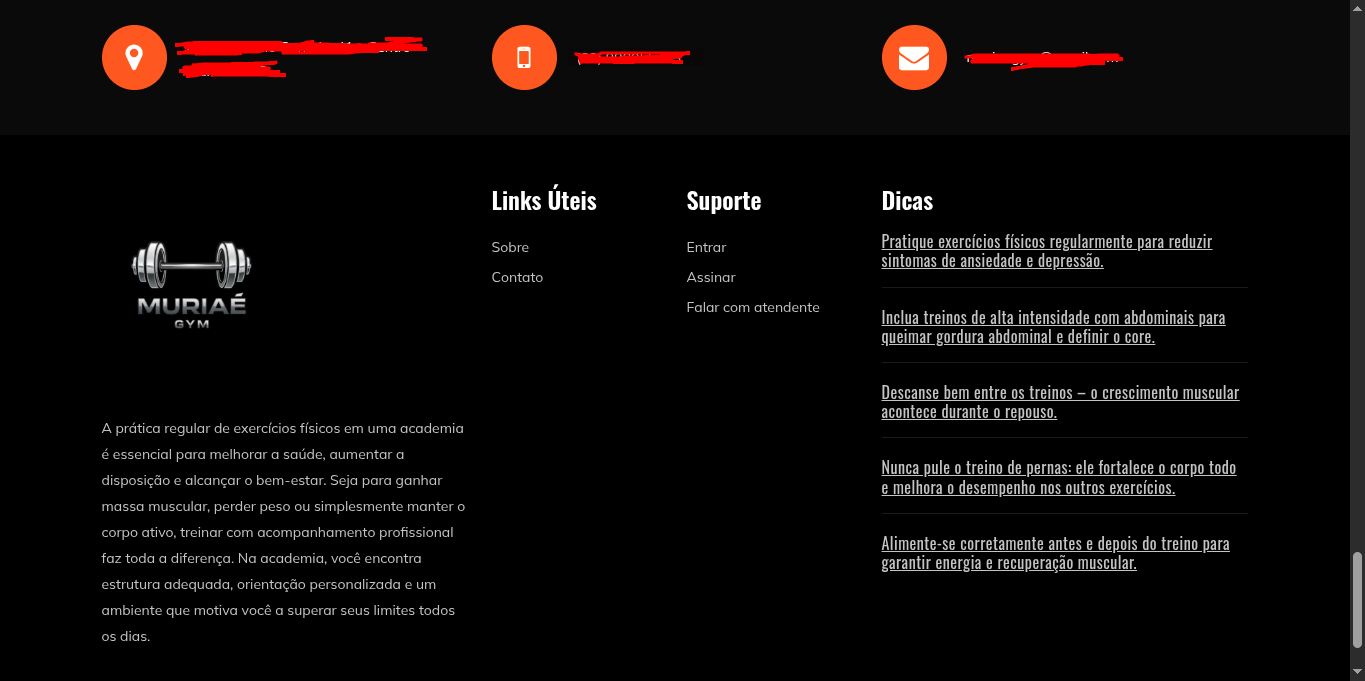 Links Úteis
Suporte
Dicas
MURIAÉ
GYM
A prática regular de exercícios físicos em uma academia
é essencial para melhorar a saúde, aumentar a
disposição e alcançar o bem-estar. Seja para ganhar
massa muscular, perder peso ou simplesmente manter o
corpo ativo, treinar com acompanhamento profissional
faz toda a diferença. Na academia, você encontra
estrutura adequada, orientação personalizada e um
ambiente que motiva você a superar seus limites todos
os dias.
Sobre
Contato
Entrar
Assinar
Falar com atendente
Pratique exercícios físicos regularmente para reduzir
sintomas de ansiedade e depressão.
Inclua treinos de alta intensidade com abdominais para
queimar gordura abdominal e definir o core.
Descanse bem entre os treinos – o crescimento muscular
acontece durante o repouso.
Nunca pule o treino de pernas: ele fortalece o corpo todo
e melhora o desempenho nos outros exercícios.
Alimente-se corretamente antes e depois do treino para
garantir energia e recuperação muscular.